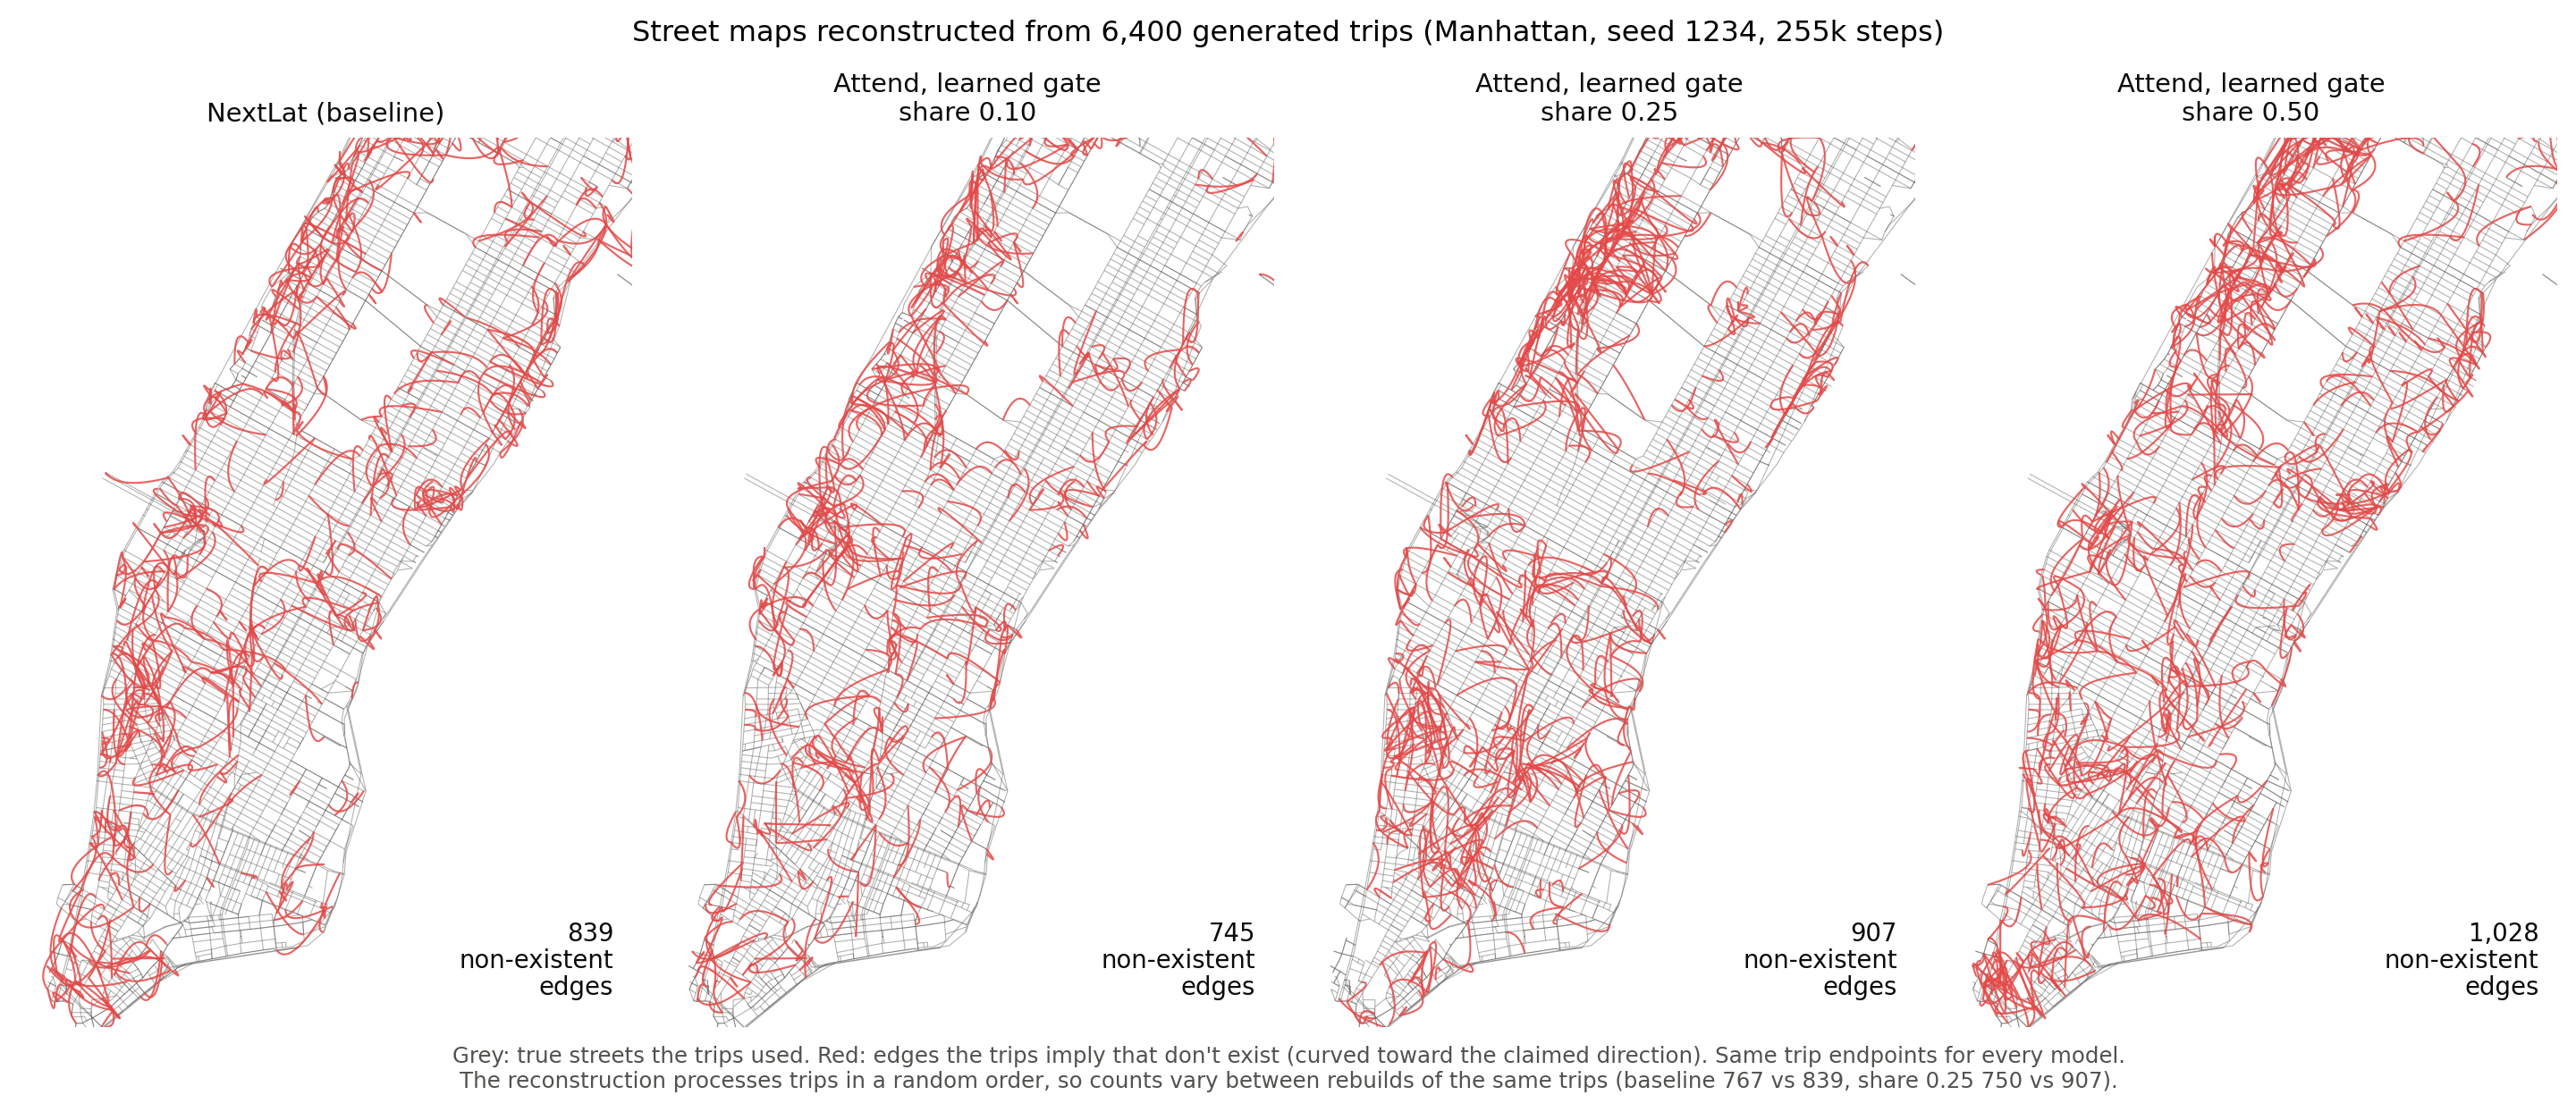 Street maps reconstructed from 6,400 generated trips (Manhattan, seed 1234, 255k steps)
NextLat (baseline)
Attend, learned gate
share 0.10
Attend, learned gate
share 0.25
Attend, learned gate
share 0.50
839
non-existent
edges
745
non-existent
edges
907
non-existent
edges
1,028
non-existent
edges
Grey: true streets the trips used. Red: edges the trips imply that don't exist (curved toward the claimed direction). Same trip endpoints for every model.
The reconstruction processes trips in a random order, so counts vary between rebuilds of the same trips (baseline 767 vs 839, share 0.25 750 vs 907).